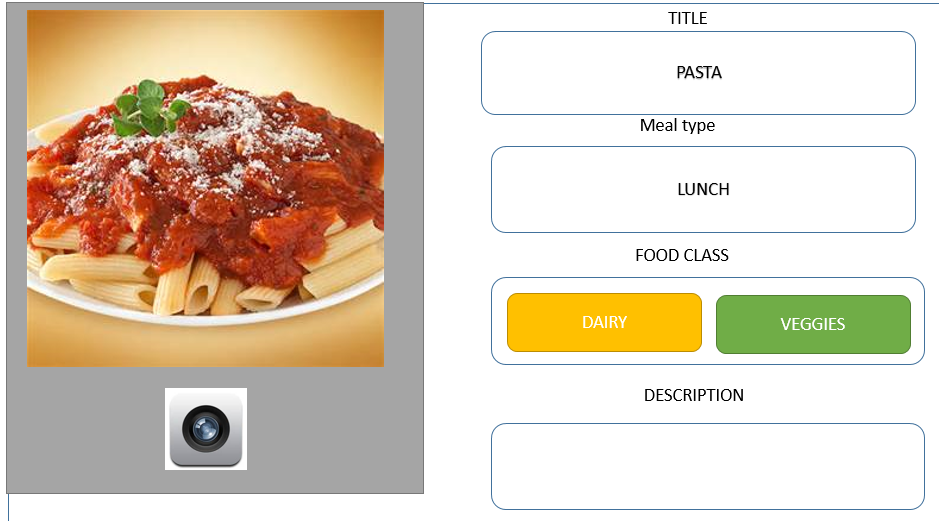 TITLE
PASTA
Meal type
LUNCH
FOOD CLASS
DAIRY
VEGGIES
DESCRIPTION